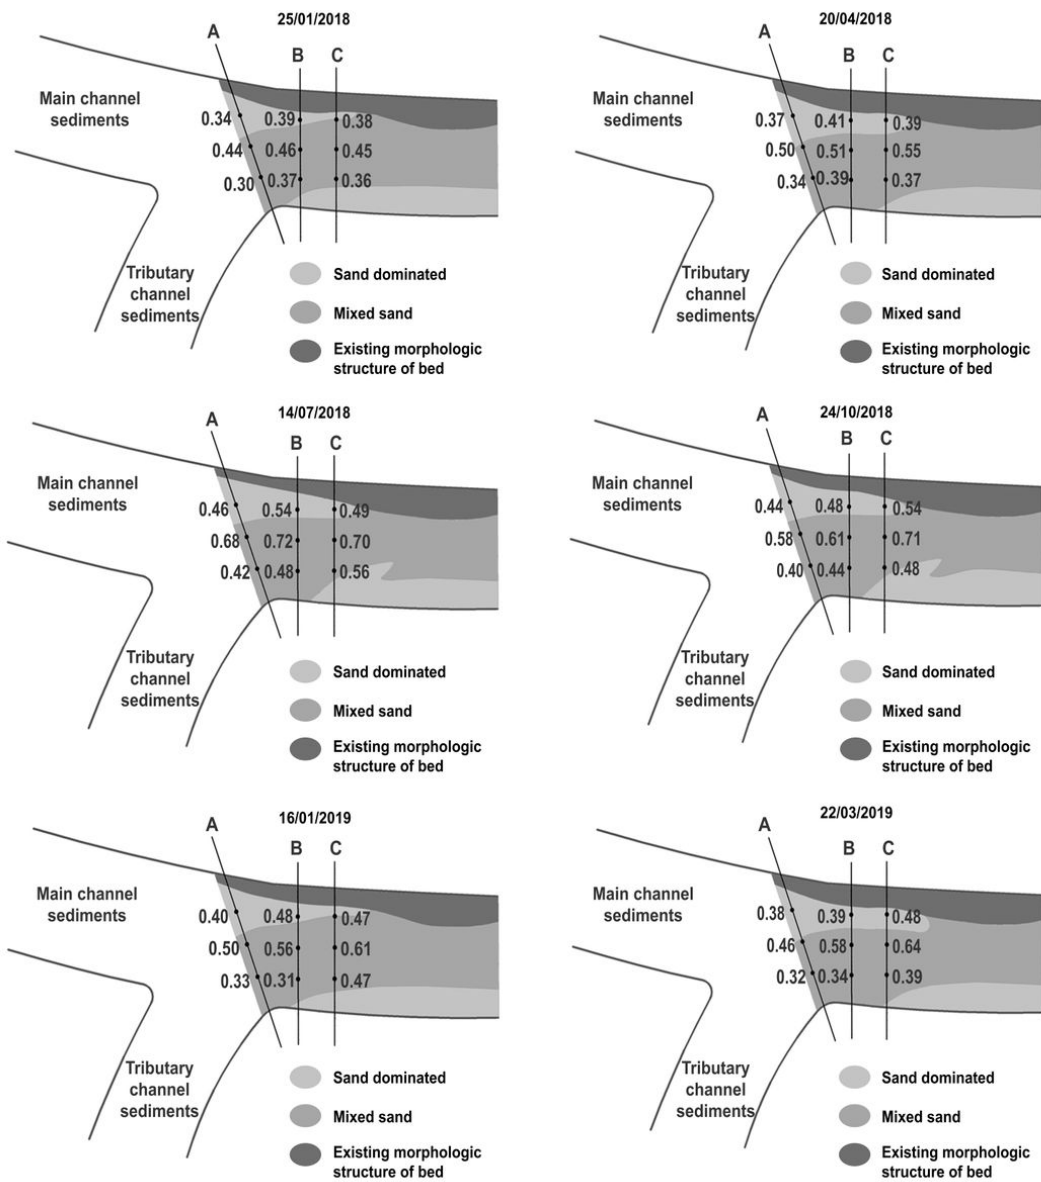 25/01/2018
A
B
C
Main channel
sediments
0.34
0.39
0.38
0.44
0.46
0.45
0.30
0.37
0.36
Tributary
channel
sediments
Sand dominated
Mixed sand
Existing morphologic
structure of bed
20/04/2018
A
B
C
Main channel
sediments
0.37
0.41
0.39
0.50
0.51
0.55
0.34
0.39
0.37
Tributary
channel
sediments
Sand dominated
Mixed sand
Existing morphologic
structure of bed
14/07/2018
A
B
C
Main channel
sediments
0.46
0.54
0.49
0.68
0.72
0.70
0.42
0.48
0.56
Tributary
channel
sediments
Sand dominated
Mixed sand
Existing morphologic
structure of bed
24/10/2018
A
B
C
Main channel
sediments
0.44
0.48
0.54
0.58
0.61
0.71
0.40
0.44
0.48
Tributary
channel
sediments
Sand dominated
Mixed sand
Existing morphologic
structure of bed
16/01/2019
A
B
C
Main channel
sediments
0.40
0.48
0.47
0.50
0.56
0.61
0.33
0.31
0.47
Tributary
channel
sediments
Sand dominated
Mixed sand
Existing morphologic
structure of bed
22/03/2019
A
B
C
Main channel
sediments
0.38
0.39
0.48
0.46
0.58
0.64
0.32
0.34
0.39
Tributary
channel
sediments
Sand dominated
Mixed sand
Existing morphologic
structure of bed